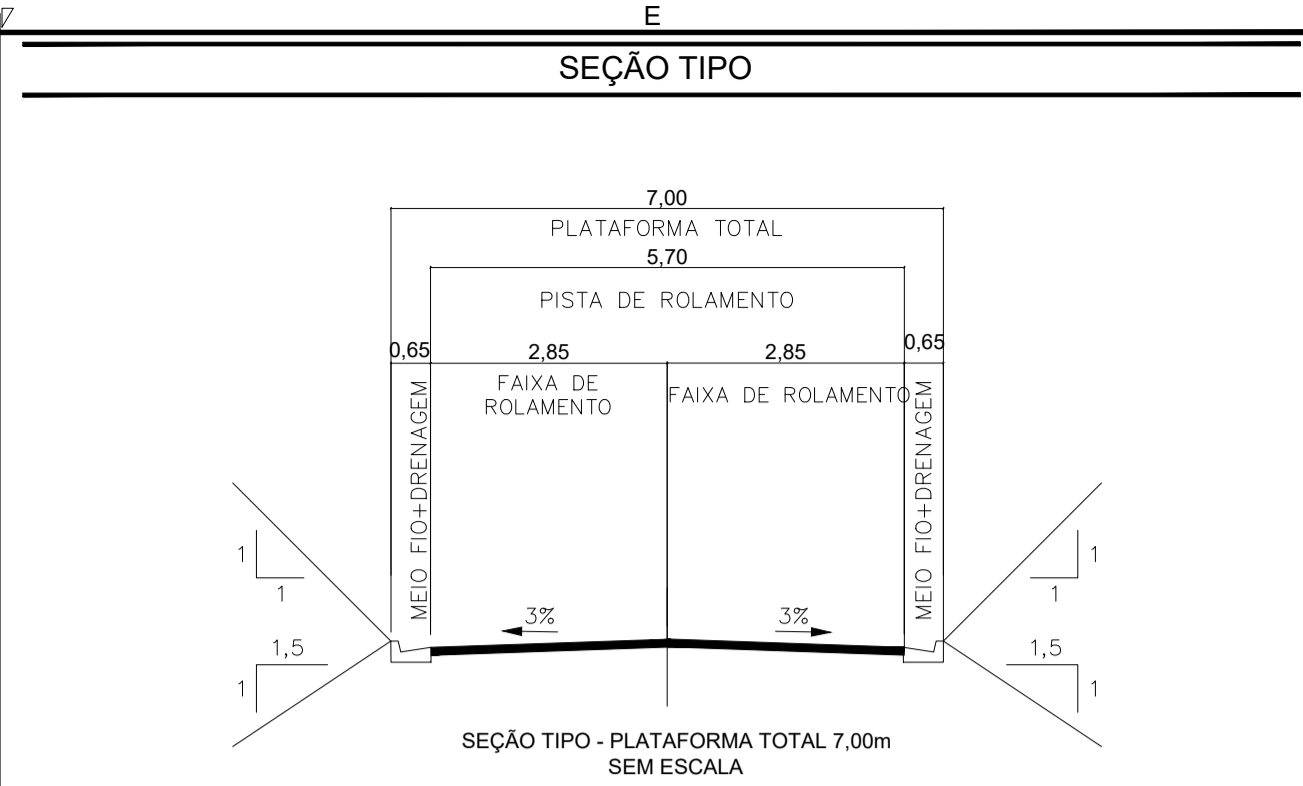 E
SEÇÃO TIPO
7,00
PLATAFORMA TOTAL
5,70
PISTA DE ROLAMENTO
0,65
2,85
2,85
0,65
FAIXA DE
ROLAMENTO
FAIXA DE ROLAMENTO
MEIO FIO+DRENAGEM
MEIO FIO+DRENAGEM
1
1
1
1
3%
3%
1,5
1
1,5
1
SEÇÃO TIPO - PLATAFORMA TOTAL 7,00m
SEM ESCALA